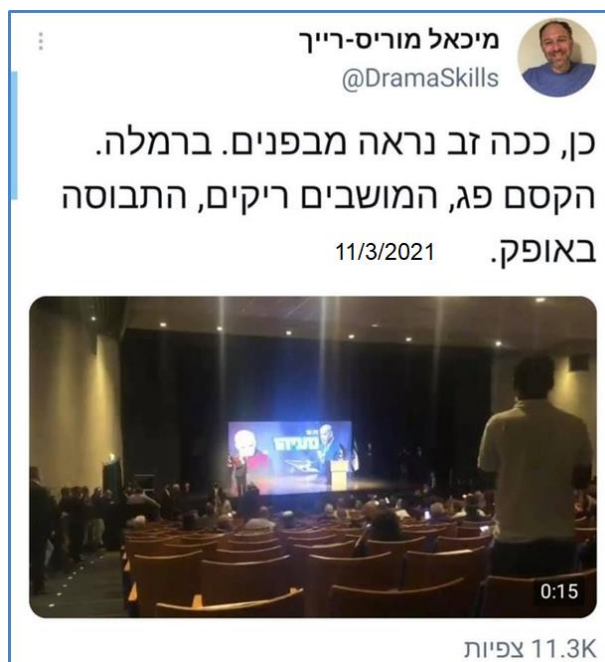 מיכאל מוריס-רייך
@DramaSkills
כן, ככה זב נראה מבפנים. ברמלה.
הקסם פג, המושבים ריקים, התבוסה
באופק. 11/3/2021
0:15
11.3K צפיות